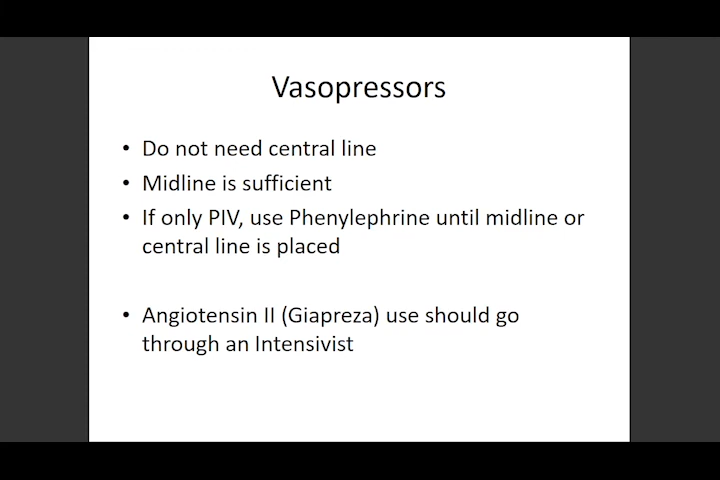 Vasopressors
• Do not need central line
• Midline is sufficient
• If only PIV, use Phenylephrine until midline or
central line is placed
• Angiotensin II (Giapreza) use should go
through an Intensivist